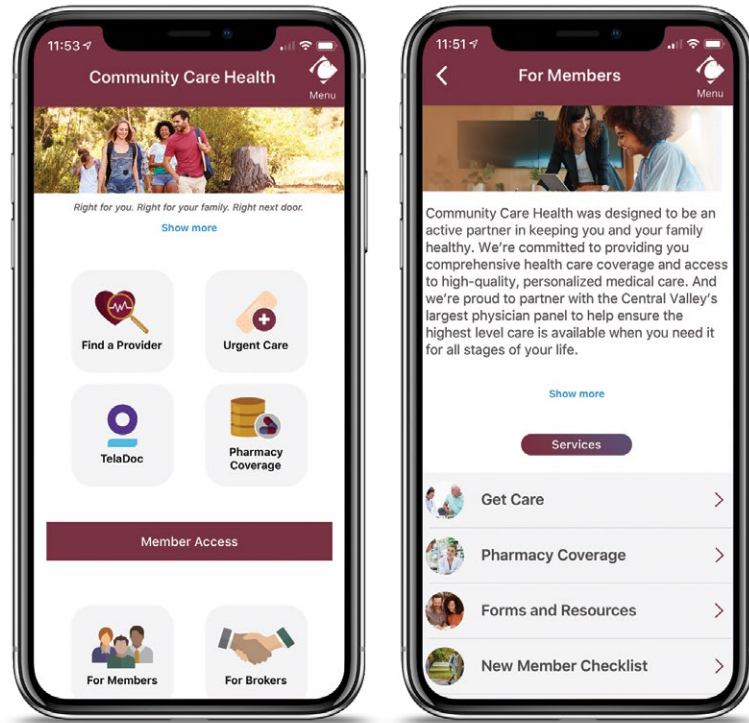 11:53
Community Care Health
Menu
Right for you. Right for your family. Right next door.
Show more
Find a Provider
Urgent Care
TelaDoc
Pharmacy
Coverage
Member Access
For Members
For Brokers
11:51
For Members
Menu
Community Care Health was designed to be an
active partner in keeping you and your family
healthy. We're committed to providing you
comprehensive health care coverage and access
to high-quality, personalized medical care. And
we're proud to partner with the Central Valley's
largest physician panel to help ensure the
highest level care is available when you need it
for all stages of your life.
Show more
Services
Get Care
Pharmacy Coverage
Forms and Resources
New Member Checklist